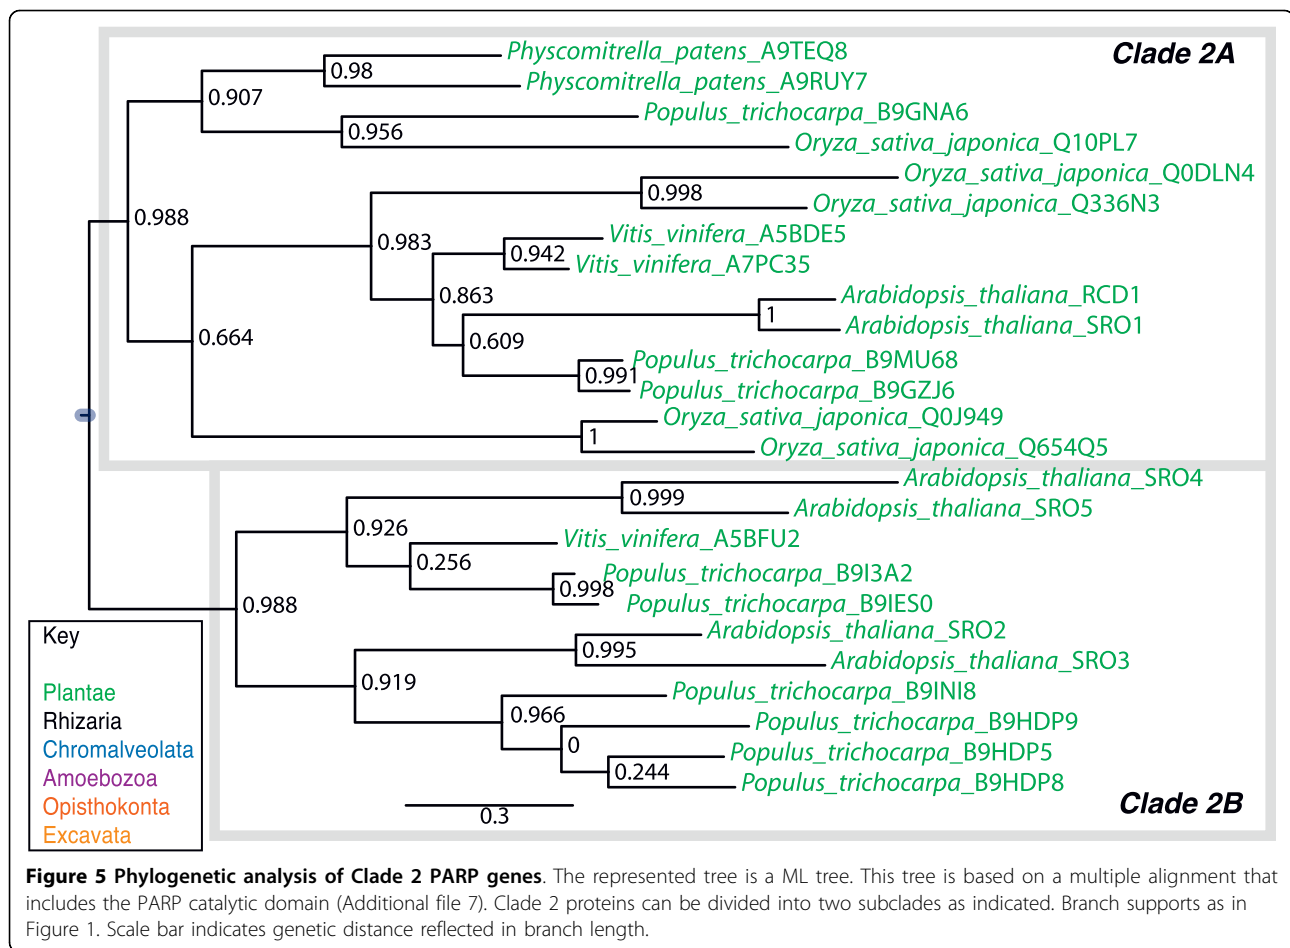 Clade 2A
Physcomitrella_patens_A9TEQ8
0.98
Physcomitrella_patens_A9RUY7
0.907
Populus_trichocarpa_B9GNA6
0.956
Oryza_sativa_japonica_Q10PL7
Oryza_sativa_japonica_Q0DLN4
0.998
Oryza_sativa_japonica_Q336N3
0.988
Vitis_vinifera_A5BDE5
0.983
0.942
Vitis_vinifera_A7PC35
0.863
Arabidopsis_thaliana_RCD1
1
Arabidopsis_thaliana_SRO1
0.664
0.609
Populus_trichocarpa_B9MU68
0.991
Populus_trichocarpa_B9GZJ6
Oryza_sativa_japonica_Q0J949
1
Oryza_sativa_japonica_Q654Q5
Arabidopsis_thaliana_SRO4
0.999
Arabidopsis_thaliana_SRO5
0.926
Vitis_vinifera_A5BFU2
0.256
Populus_trichocarpa_B9I3A2
0.998
Populus_trichocarpa_B9IES0
0.988
Arabidopsis_thaliana_SRO2
0.995
Arabidopsis_thaliana_SRO3
0.919
Populus_trichocarpa_B9INI8
0.966
Populus_trichocarpa_B9HDP9
0
Populus_trichocarpa_B9HDP5
0.244
Populus_trichocarpa_B9HDP8
Clade 2B
0.3
Key
Plantae
Rhizaria
Chromalveolata
Amoebozoa
Opisthokonta
Excavata
Figure 5 Phylogenetic analysis of Clade 2 PARP genes. The represented tree is a ML tree. This tree is based on a multiple alignment that
includes the PARP catalytic domain (Additional file 7). Clade 2 proteins can be divided into two subclades as indicated. Branch supports as in
Figure 1. Scale bar indicates genetic distance reflected in branch length.